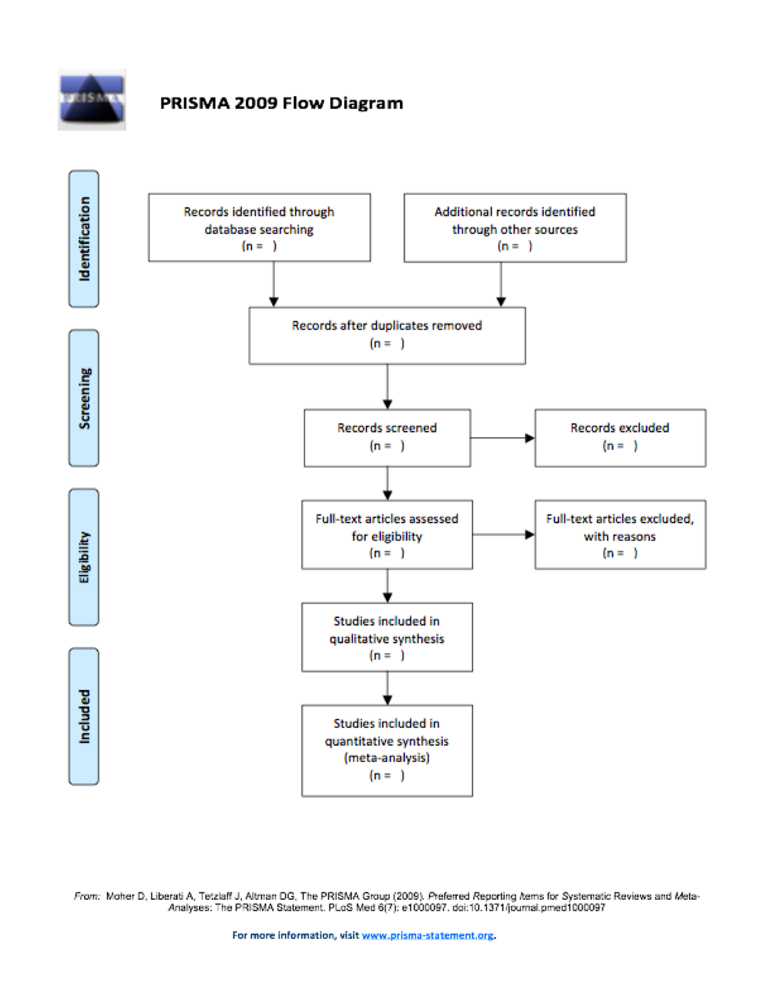 PRISMA
PRISMA 2009 Flow Diagram
Identification
Records identified through
database searching
(n =   )
Additional records identified
through other sources
(n =   )
Records after duplicates removed
(n =   )
Screening
Records screened
(n =   )
Records excluded
(n =   )
Eligibility
Full-text articles assessed
for eligibility
(n =   )
Full-text articles excluded,
with reasons
(n =   )
Studies included in
qualitative synthesis
(n =   )
Included
Studies included in
quantitative synthesis
(meta-analysis)
(n =   )
From:  Moher D, Liberati A, Tetzlaff J, Altman DG, The PRISMA Group (2009). Preferred Reporting Items for Systematic Reviews and Meta-
Analyses: The PRISMA Statement. PLoS Med 6(7): e1000097. doi:10.1371/journal.pmed1000097
For more information, visit www.prisma-statement.org.